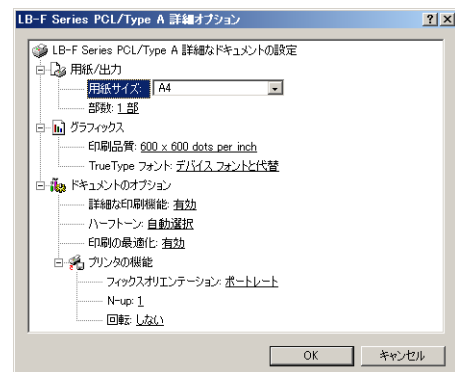 LB-F Series PCL/Type A 詳細オプション
LB-F Series PCL/Type A 詳細なドキュメントの設定
用紙/出力
用紙サイズ: A4
部数: 1 部
グラフィックス
印刷品質: 600 x 600 dots per inch
TrueType フォント: デバイス フォントと代替
ドキュメントのオプション
詳細な印刷機能: 有効
ハーフトーン: 自動選択
印刷の最適化: 有効
プリンタの機能
フィックスオリエンテーション: ポートレート
N-up: 1
回転: しない
OK キャンセル